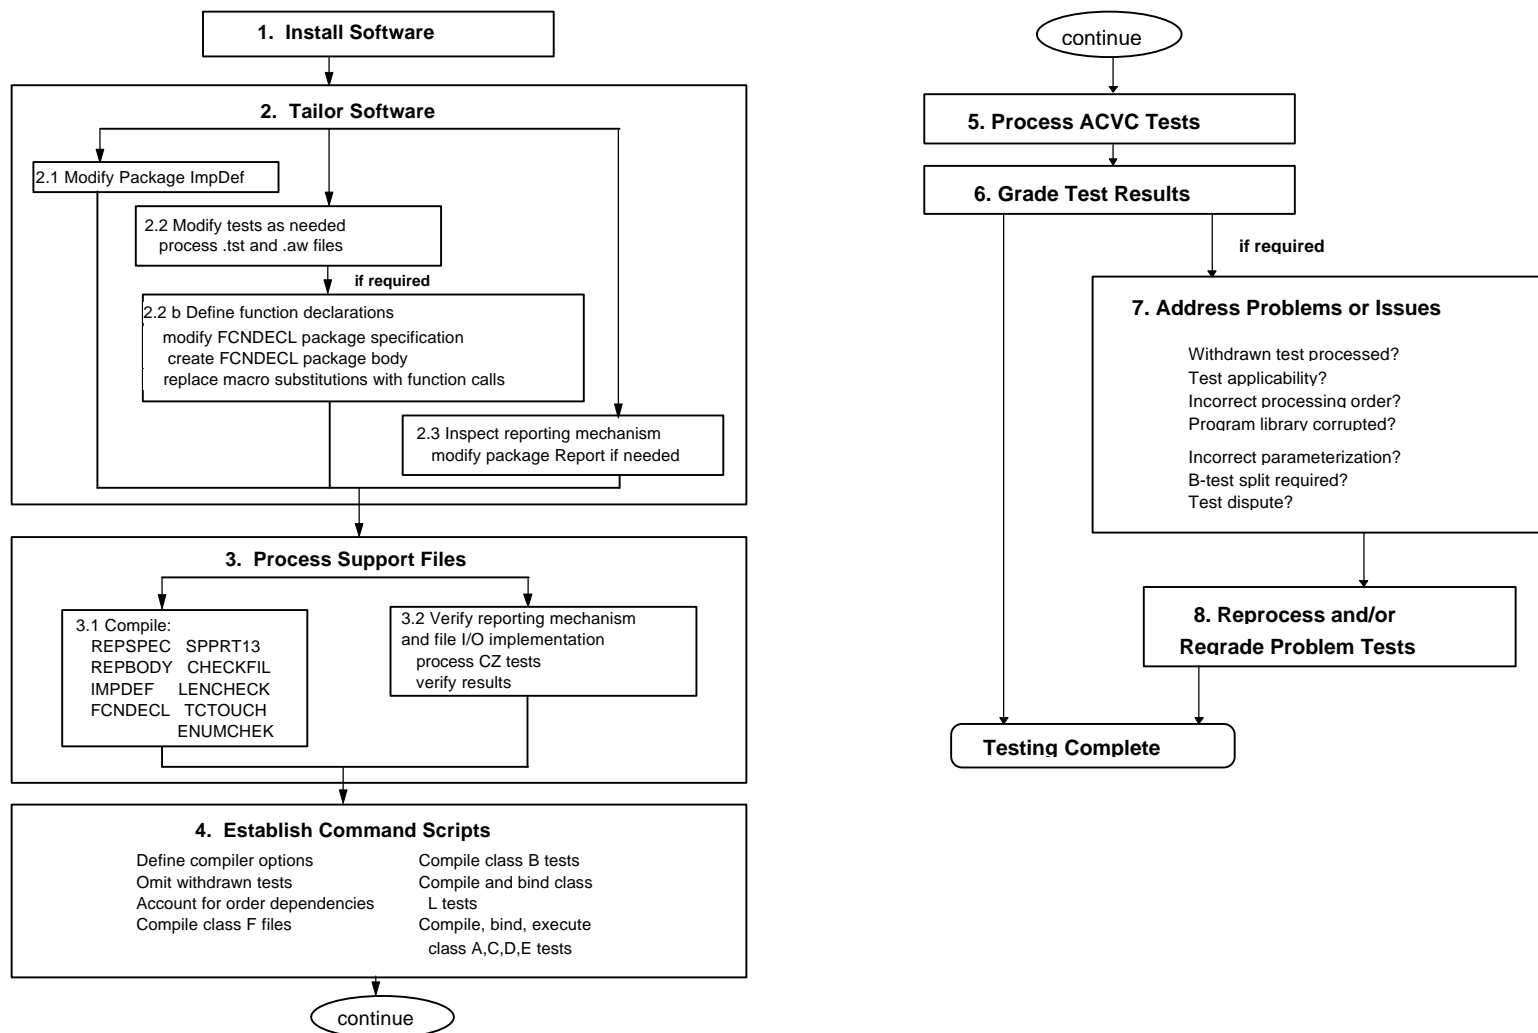 1. Install Software
2. Tailor Software
2.1 Modify Package ImpDef
2.2 Modify tests as needed
process .tst and .aw files
if required
2.2 b Define function declarations
modify FCNDECL package specification
create FCNDECL package body
replace macro substitutions with function calls
2.3 Inspect reporting mechanism
modify package Report if needed
3. Process Support Files
3.1 Compile:
REPSPEC SPPRT13
REPBODY CHECKFIL
IMPDEF LENCHECK
FCNDECL TCTOUCH
ENUMCHEK
3.2 Verify reporting mechanism
and file I/O implementation
process CZ tests
verify results
4. Establish Command Scripts
Define compiler options
Omit withdrawn tests
Account for order dependencies
Compile class F files
Compile class B tests
Compile and bind class
L tests
Compile, bind, execute
class A,C,D,E tests
continue
continue
5. Process ACVC Tests
6. Grade Test Results
if required
7. Address Problems or Issues
Withdrawn test processed?
Test applicability?
Incorrect processing order?
Program library corrupted?
Incorrect parameterization?
B-test split required?
Test dispute?
8. Reprocess and/or
Regrade Problem Tests
Testing Complete